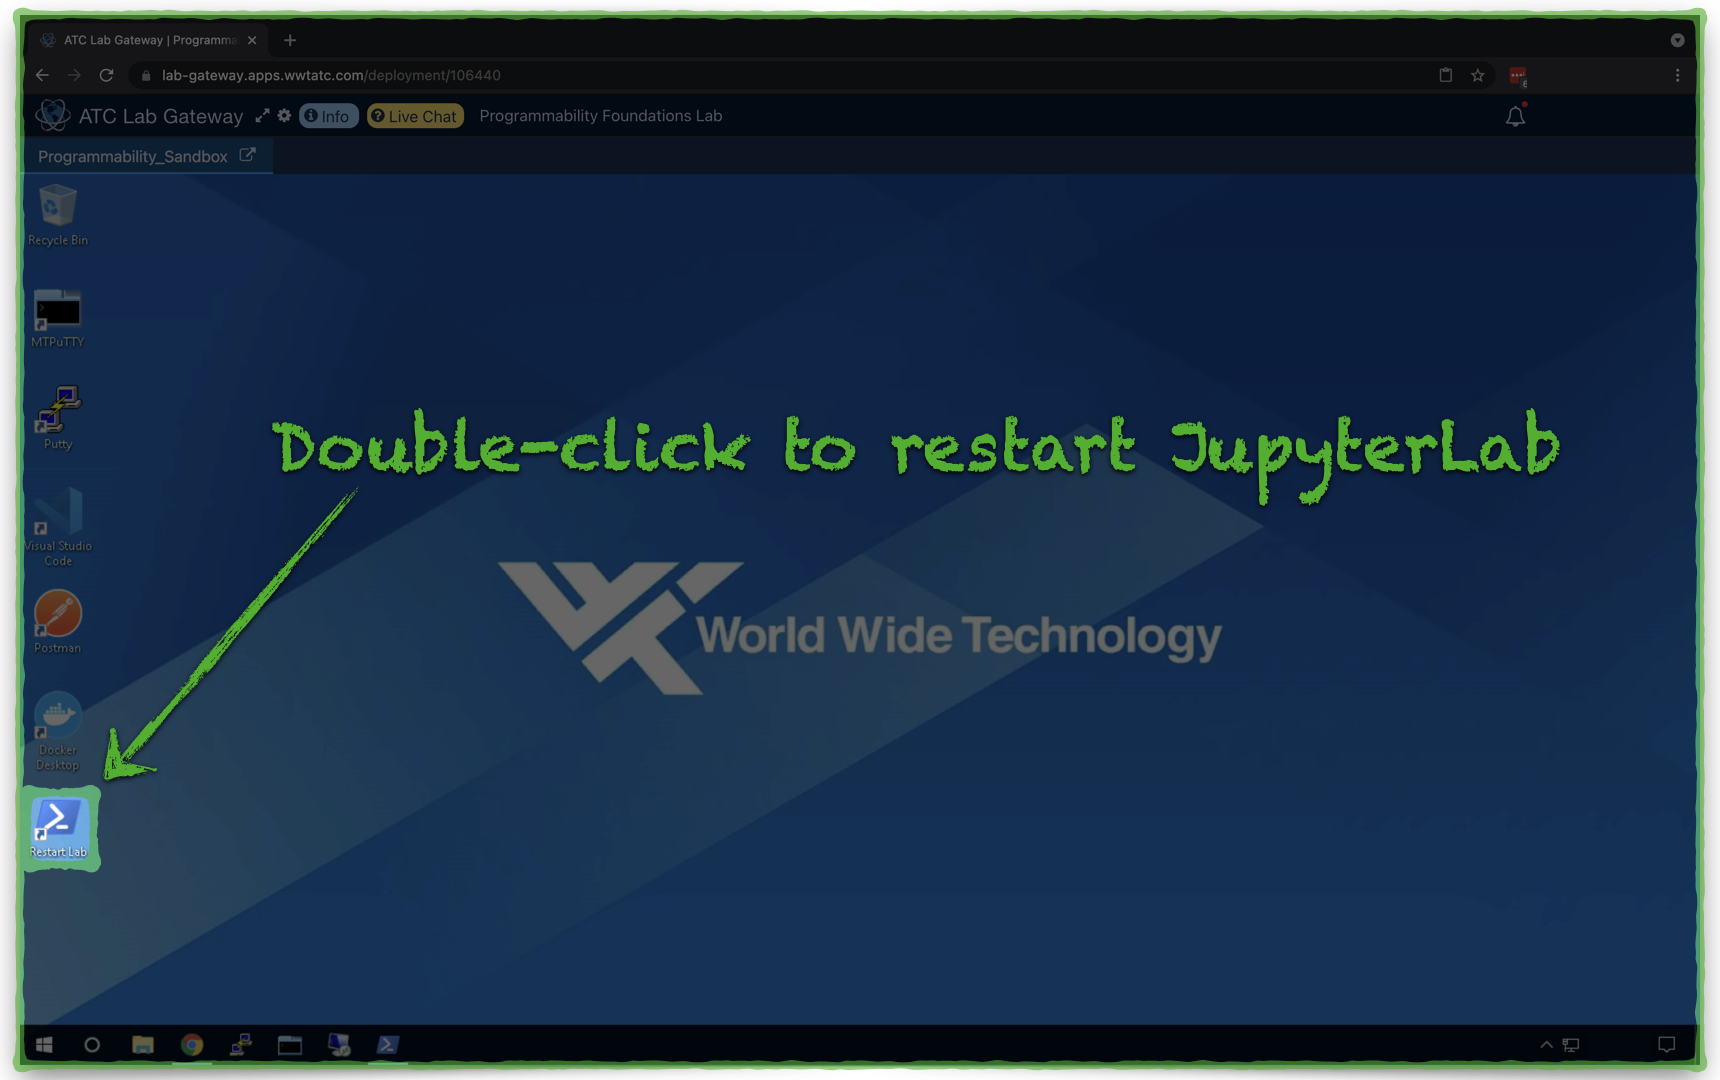 ATC Lab Gateway | Programma
lab-gateway.apps.wwtatc.com/deployment/106440
ATC Lab Gateway Info Live Chat Programmability Foundations Lab
Programmability_Sandbox
Recycle Bin
MTPuTTY
Double-click to restart JupyterLab
Putty
Visual Studio
Code
World Wide Technology
Postman
Docker
Desktop
Restart Lab